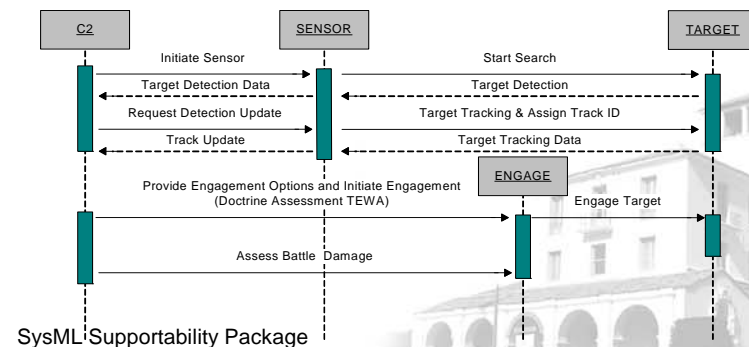 C2
SENSOR
TARGET
Initiate Sensor
Start Search
Target Detection Data
Target Detection
Request Detection Update
Target Tracking & Assign Track ID
Track Update
Target Tracking Data
ENGAGE
Provide Engagement Options and Initiate Engagement
(Doctrine Assessment TEWA)
Engage Target
Assess Battle Damage
SysML Supportability Package